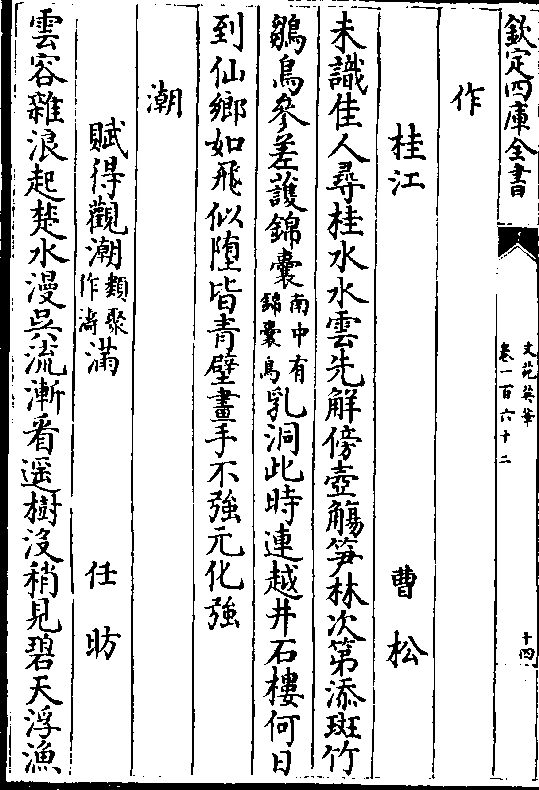 欽定四庫全書
文苑英華
卷一百六十二
十四
作
桂江
曹松
未識佳人尋桂水水雲先解傍壺觴笋林次第添斑竹
雛鳥參差護錦囊南中有錦囊鳥乳洞此時連越井石樓何日
到仙鄉如飛似堕皆青壁畫手不強元化強
潮
賦得觀潮類聚作濤滿
任昉
雲容雜浪起楚水漫吳流漸看遥樹沒稍見碧天浮漁